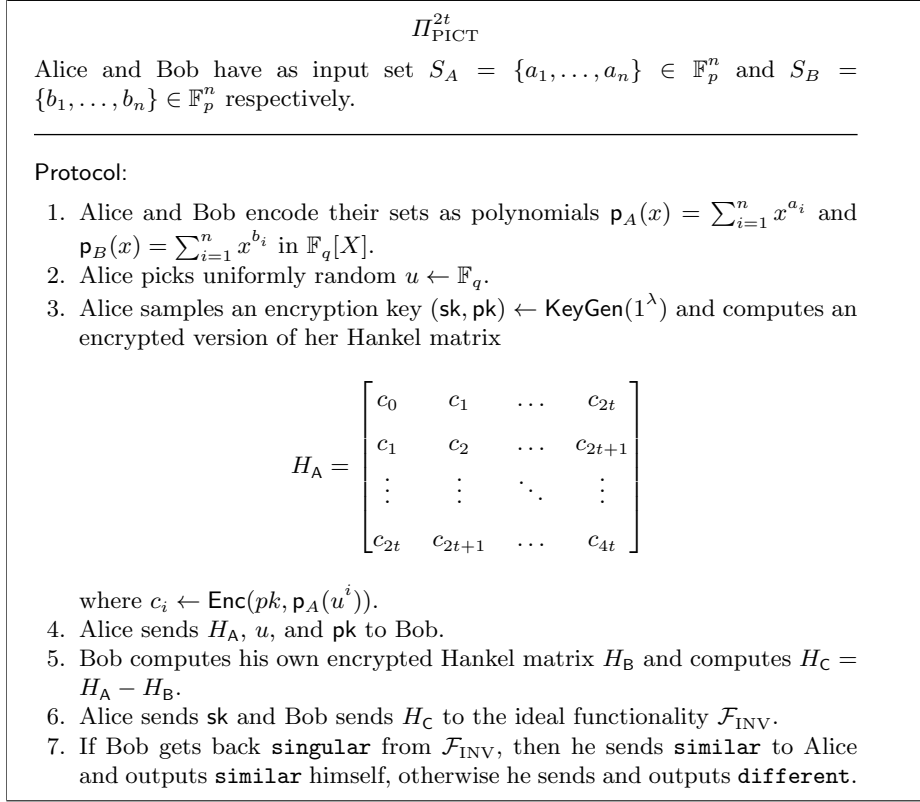 Π^{2t}_{PICT}
Alice and Bob have as input set S_A = {a_1, . . . , a_n} ∈ 𝔽_p^n and S_B =
{b_1, . . . , b_n} ∈ 𝔽_p^n respectively.
Protocol:
1. Alice and Bob encode their sets as polynomials p_A(x) = ∑_{i=1}^n x^{a_i} and
p_B(x) = ∑_{i=1}^n x^{b_i} in 𝔽_q[X].
2. Alice picks uniformly random u ← 𝔽_q.
3. Alice samples an encryption key (sk, pk) ← KeyGen(1^λ) and computes an
encrypted version of her Hankel matrix
H_A = [ c_0 c_1 … c_{2t}
c_1 c_2 … c_{2t+1}
⋮ ⋮ ⋱ ⋮
c_{2t} c_{2t+1} … c_{4t} ]
where c_i ← Enc(pk, p_A(u^i)).
4. Alice sends H_A, u, and pk to Bob.
5. Bob computes his own encrypted Hankel matrix H_B and computes H_C =
H_A − H_B.
6. Alice sends sk and Bob sends H_C to the ideal functionality ℱ_{INV}.
7. If Bob gets back singular from ℱ_{INV}, then he sends similar to Alice
and outputs similar himself, otherwise he sends and outputs different.